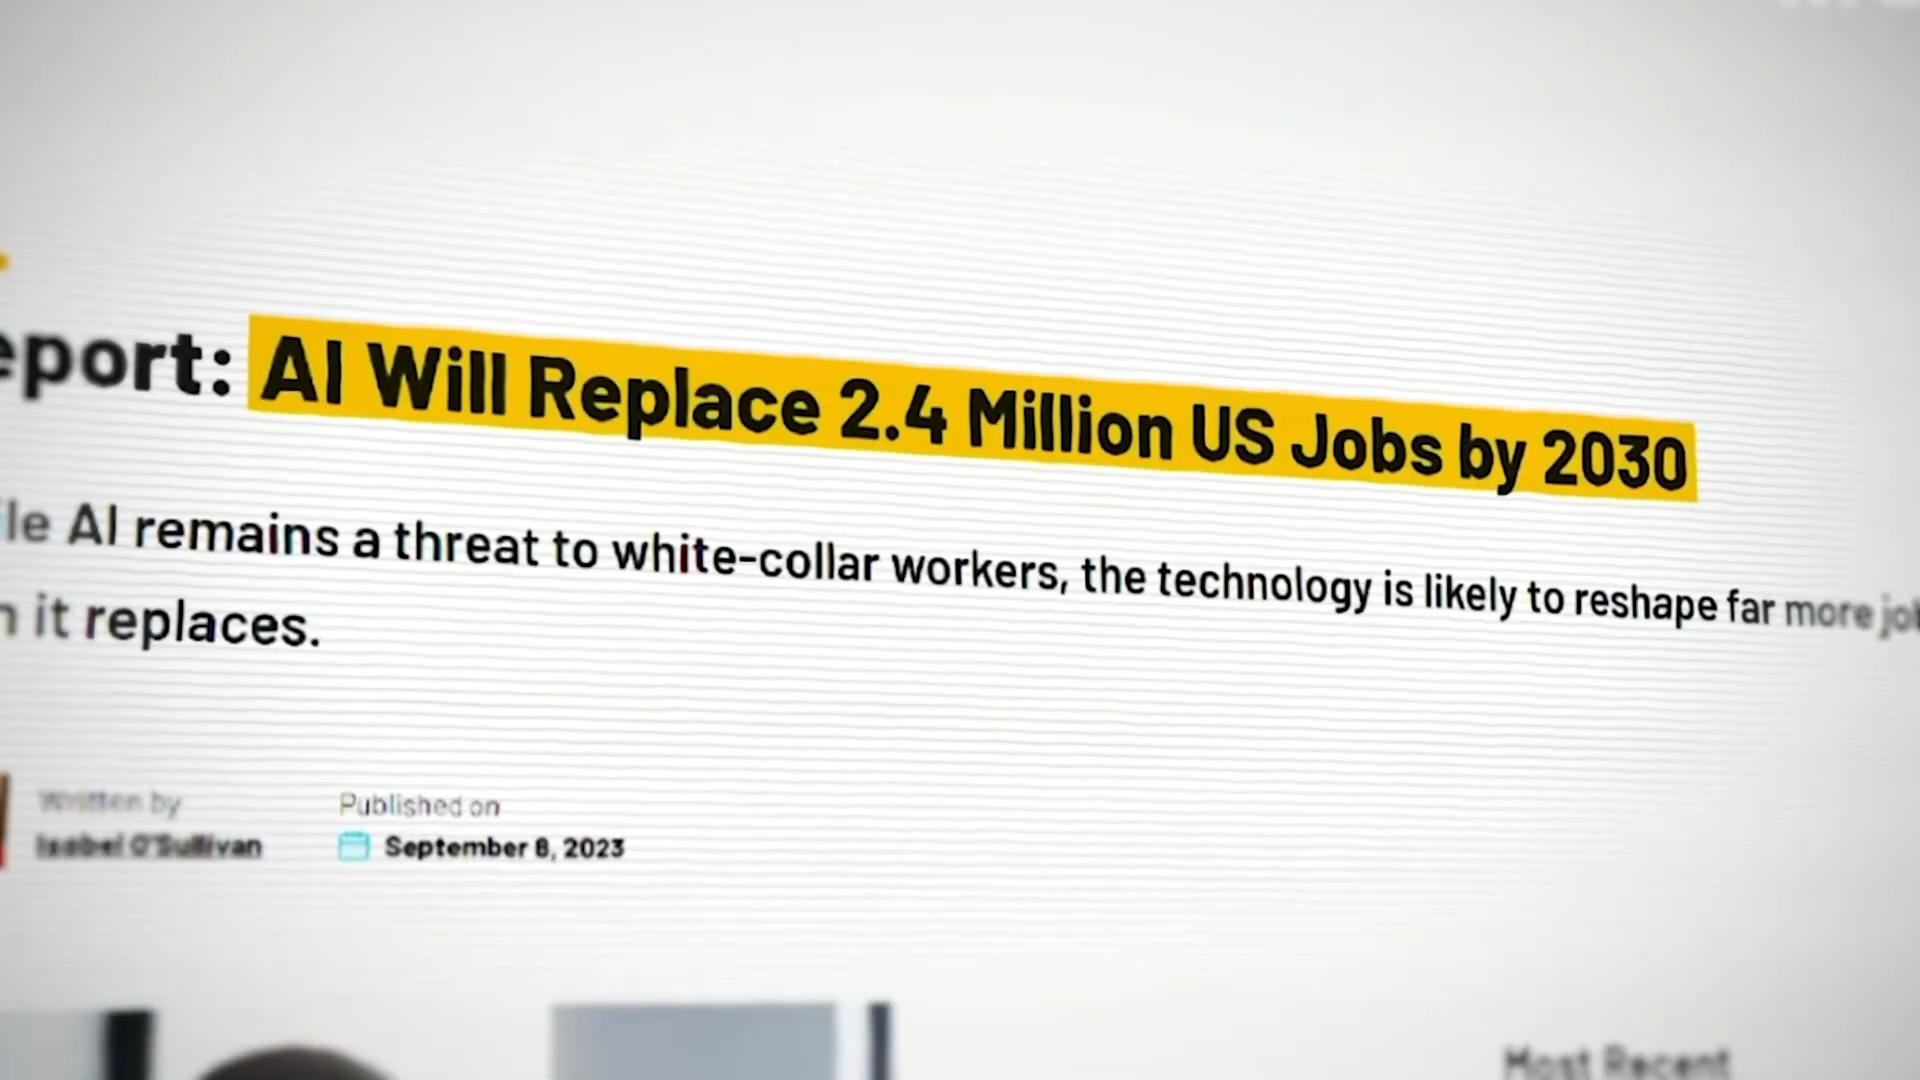 eport: AI Will Replace 2.4 Million US Jobs by 2030
ile AI remains a threat to white-collar workers, the technology is likely to reshape far more job
n it replaces.
Written by
Published on
Isabel O'Sullivan
September 8, 2023
Most Recent